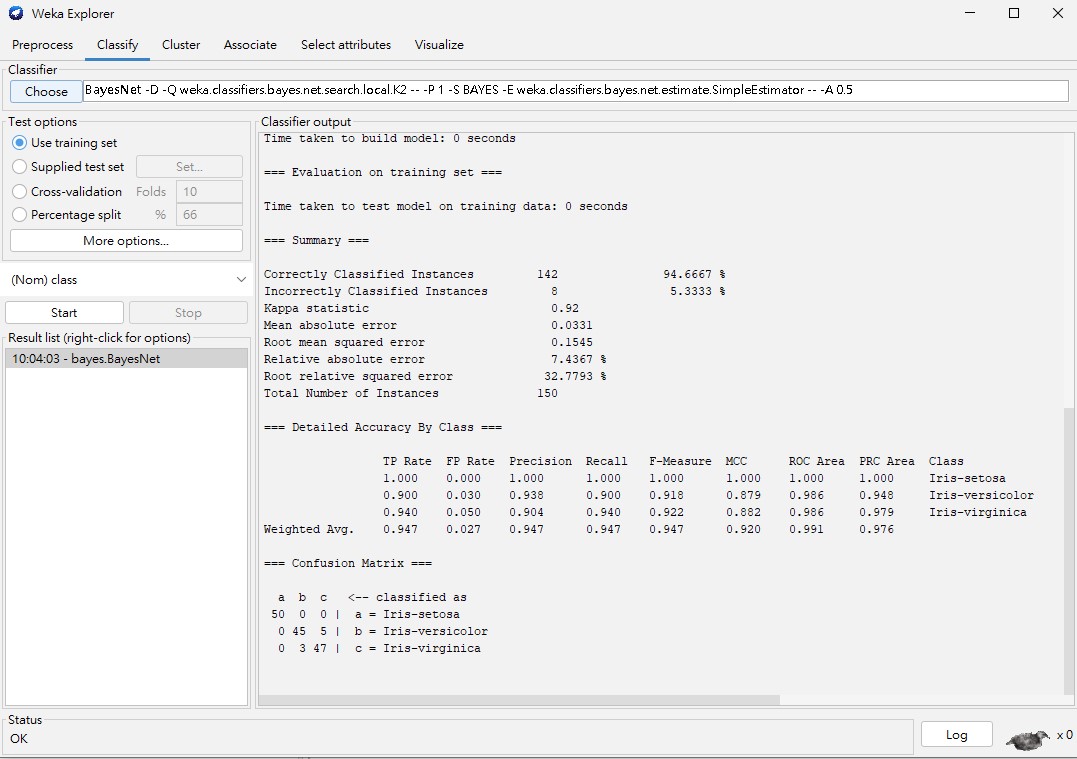 Weka Explorer
Preprocess Classify Cluster Associate Select attributes Visualize
Classifier
Choose BayesNet -D -Q weka.classifiers.bayes.net.search.local.K2 -- -P 1 -S BAYES -E weka.classifiers.bayes.net.estimate.SimpleEstimator -- -A 0.5
Test options
Use training set
Supplied test set Set...
Cross-validation Folds 10
Percentage split % 66
More options...
(Nom) class
Start Stop
Result list (right-click for options)
10:04:03 - bayes.BayesNet
Classifier output
Time taken to build model: 0 seconds
=== Evaluation on training set ===
Time taken to test model on training data: 0 seconds
=== Summary ===
Correctly Classified Instances 142 94.6667 %
Incorrectly Classified Instances 8 5.3333 %
Kappa statistic 0.92
Mean absolute error 0.0331
Root mean squared error 0.1545
Relative absolute error 7.4367 %
Root relative squared error 32.7793 %
Total Number of Instances 150
=== Detailed Accuracy By Class ===
TP Rate FP Rate Precision Recall F-Measure MCC ROC Area PRC Area Class
1.000 0.000 1.000 1.000 1.000 1.000 1.000 1.000 Iris-setosa
0.900 0.030 0.938 0.900 0.918 0.879 0.986 0.948 Iris-versicolor
0.940 0.050 0.904 0.940 0.922 0.882 0.986 0.979 Iris-virginica
Weighted Avg. 0.947 0.027 0.947 0.947 0.947 0.920 0.991 0.976
=== Confusion Matrix ===
a b c <-- classified as
50 0 0 | a = Iris-setosa
0 45 5 | b = Iris-versicolor
0 3 47 | c = Iris-virginica
Status
OK
Log
x 0